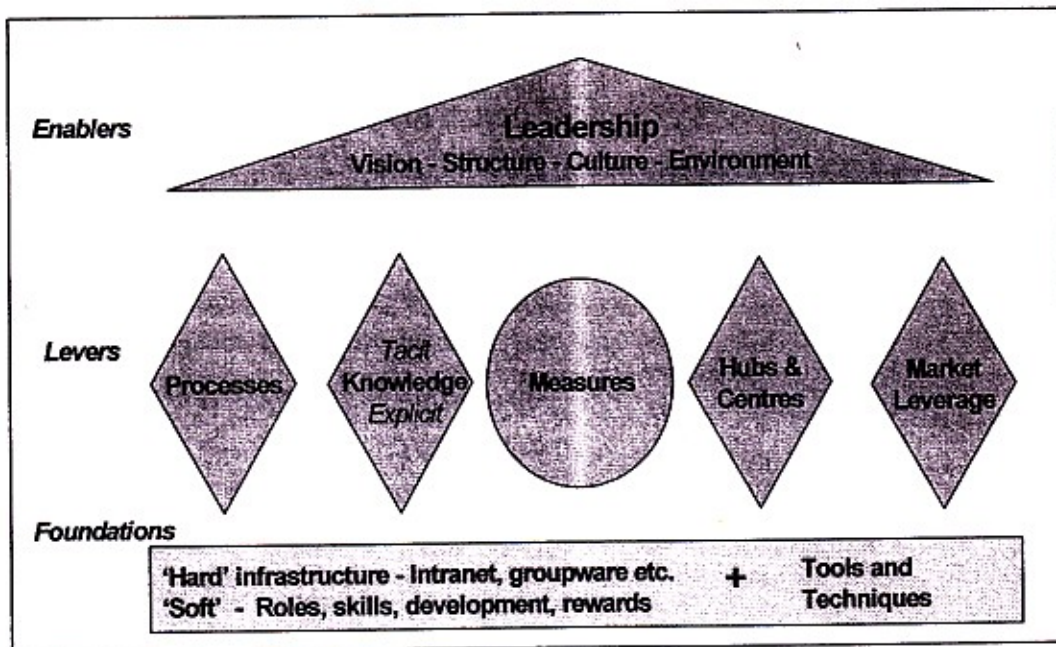 Enablers
Leadership
Vision - Structure - Culture - Environment
Levers
Processes
Tacit
Knowledge
Explicit
Measures
Hubs &
Centres
Market
Leverage
Foundations
'Hard' infrastructure - Intranet, groupware etc.
'Soft' - Roles, skills, development, rewards
+
Tools and
Techniques